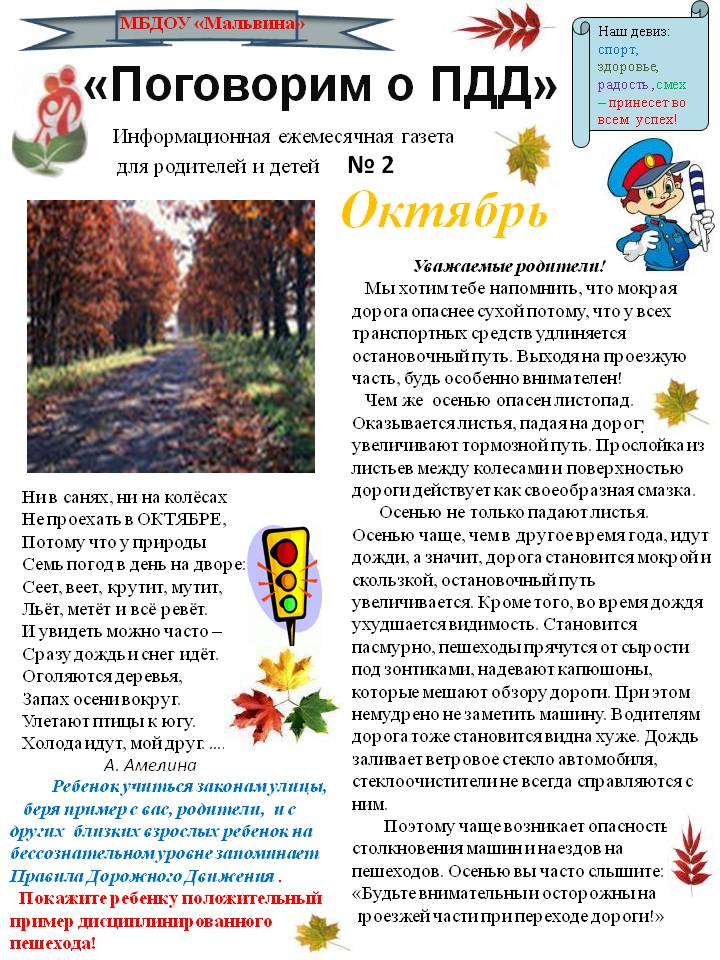 МБДОУ «Мальвина»
Наш девиз:
спорт,
здоровье,
радость, смех
– принесет во
всем успех!
«Поговорим о ПДД»
Информационная ежемесячная газета
для родителей и детей № 2
Октябрь
Уважаемые родители!
Мы хотим тебе напомнить, что мокрая
дорога опаснее сухой потому, что у всех
транспортных средств удлиняется
остановочный путь. Выходя на проезжую
часть, будь особенно внимателен!
Чем же осенью опасен листопад.
Оказывается листья, падая на дорогу
увеличивают тормозной путь. Прослойка из
листьев между колесами и поверхностью
дороги действует как своеобразная смазка.
Осенью не только падают листья.
Осенью чаще, чем в другое время года, идут
дожди, а значит, дорога становится мокрой и
скользкой, остановочный путь
увеличивается. Кроме того, во время дождя
ухудшается видимость. Становится
пасмурно, пешеходы прячутся от сырости
под зонтиками, надевают капюшоны,
которые мешают обзору дороги. При этом
немудрено не заметить машину. Водителям
дорога тоже становится видна хуже. Дождь
заливает ветровое стекло автомобиля,
стеклоочистители не всегда справляются с
ним.
Поэтому чаще возникает опасность
столкновения машин и наездов на
пешеходов. Осенью вы часто слышите:
«Будьте внимательны и осторожны на
проезжей части при переходе дороги!»
Ни в санях, ни на колёсах
Не проехать в ОКТЯБРЕ,
Потому что у природы
Семь погод в день на дворе:
Сеет, веет, крутит, мутит,
Льёт, метёт и всё ревёт.
И увидеть можно часто –
Сразу дождь и снег идёт.
Оголяются деревья,
Запах осени вокруг.
Улетают птицы к югу.
Холода идут, мой друг. ....
А. Амелина
Ребенок учиться законам улицы,
беря пример с вас, родители, и с
других близких взрослых ребенок на
бессознательном уровне запоминает
Правила Дорожного Движения .
Покажите ребенку положительный
пример дисциплинированного
пешехода!